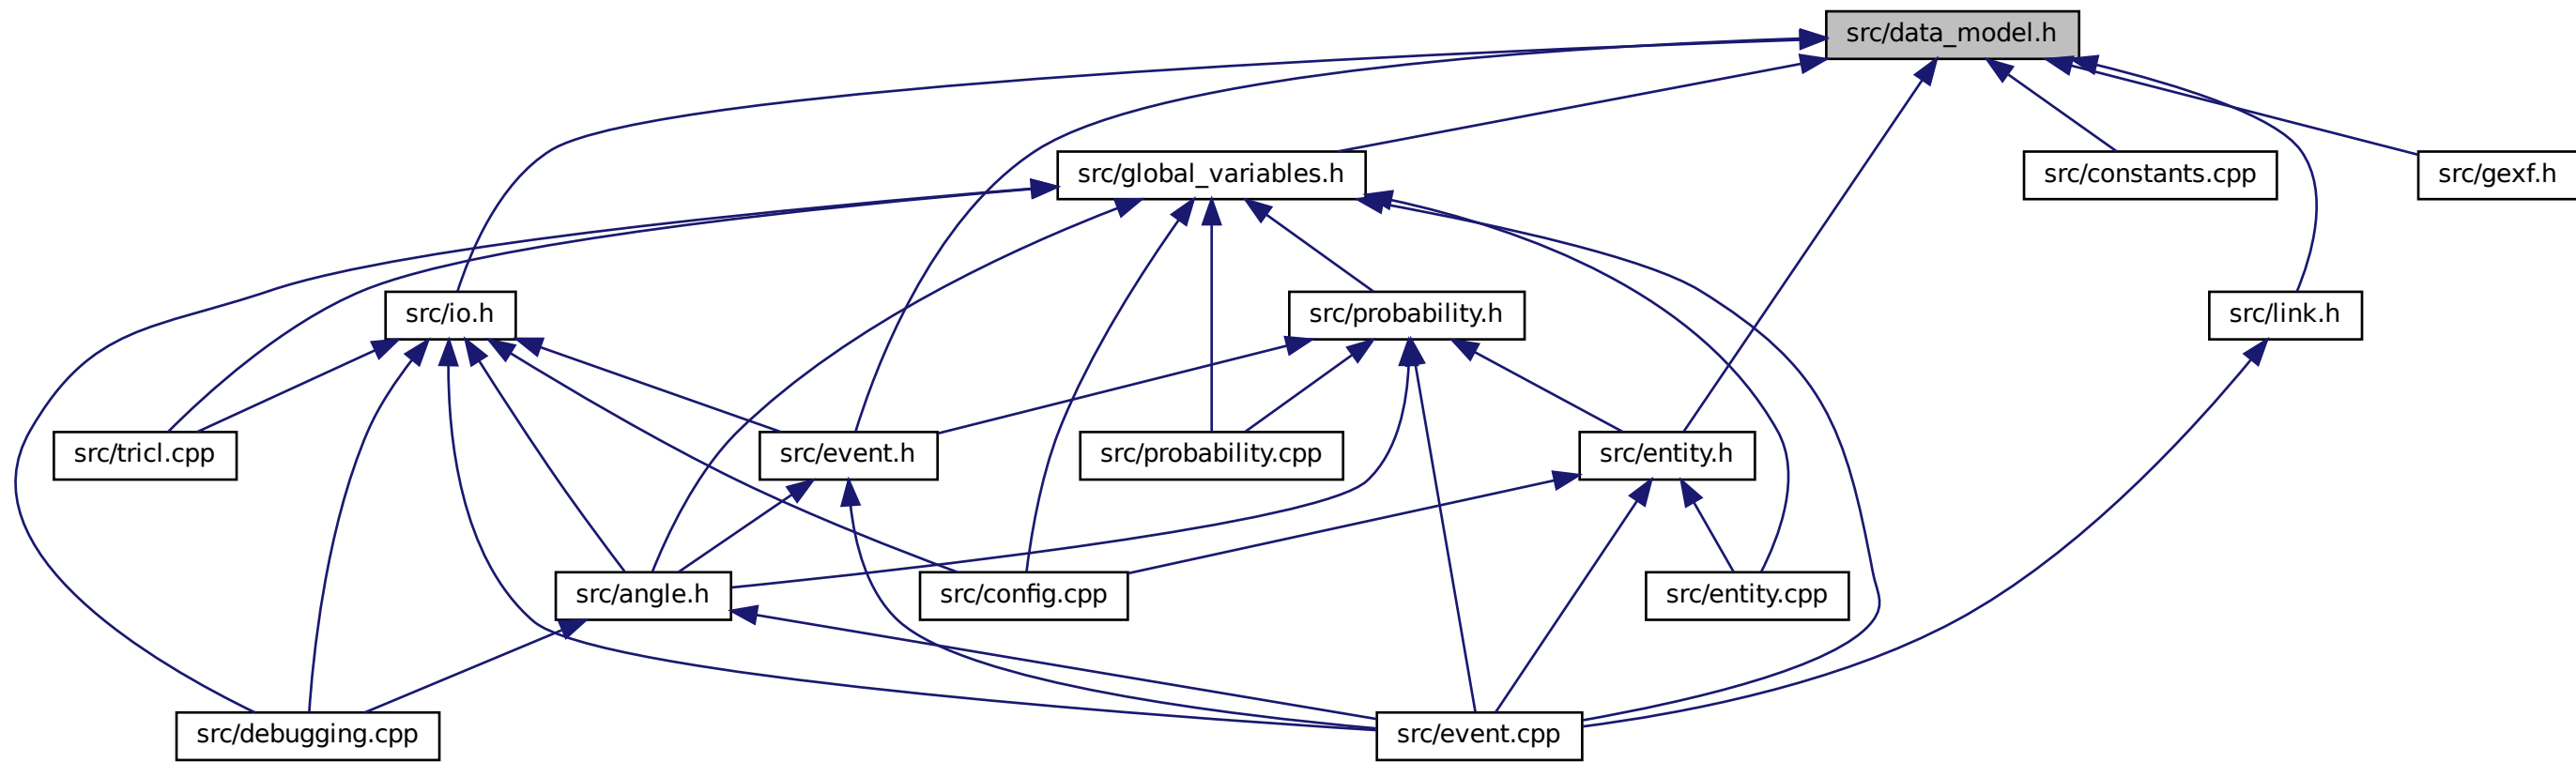 src/data_model.h
src/global_variables.h
src/constants.cpp
src/gexf.h
src/io.h
src/probability.h
src/link.h
src/tricl.cpp
src/event.h
src/probability.cpp
src/entity.h
src/angle.h
src/config.cpp
src/entity.cpp
src/debugging.cpp
src/event.cpp